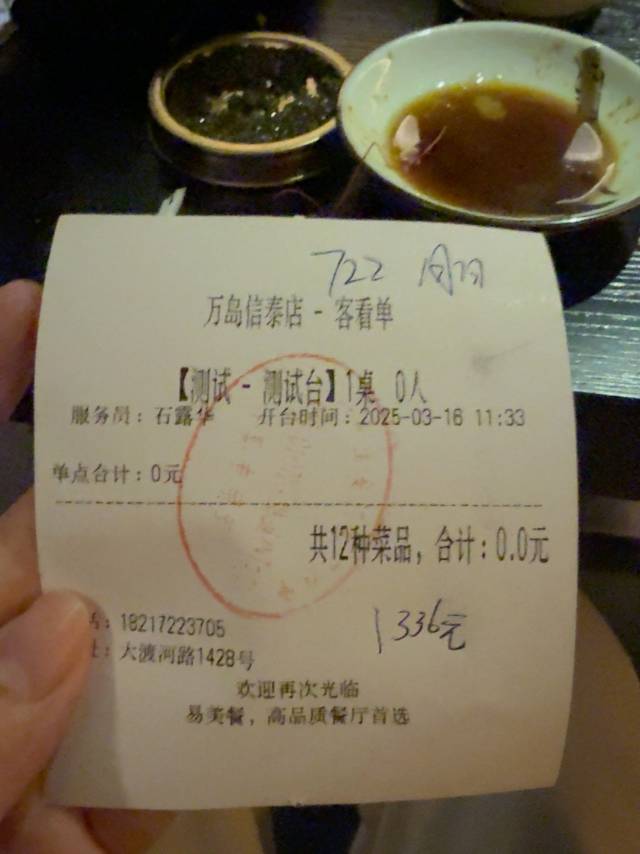 722
万岛信泰店 - 客看单
【测试 - 测试台】1桌 0人
服务员：石露华 开台时间：2025-03-16 11:33
单点合计：0元
共12种菜品，合计：0.0元
1336元
：18217223705
址：大渡河路1428号
欢迎再次光临
易美餐，高品质餐厅首选